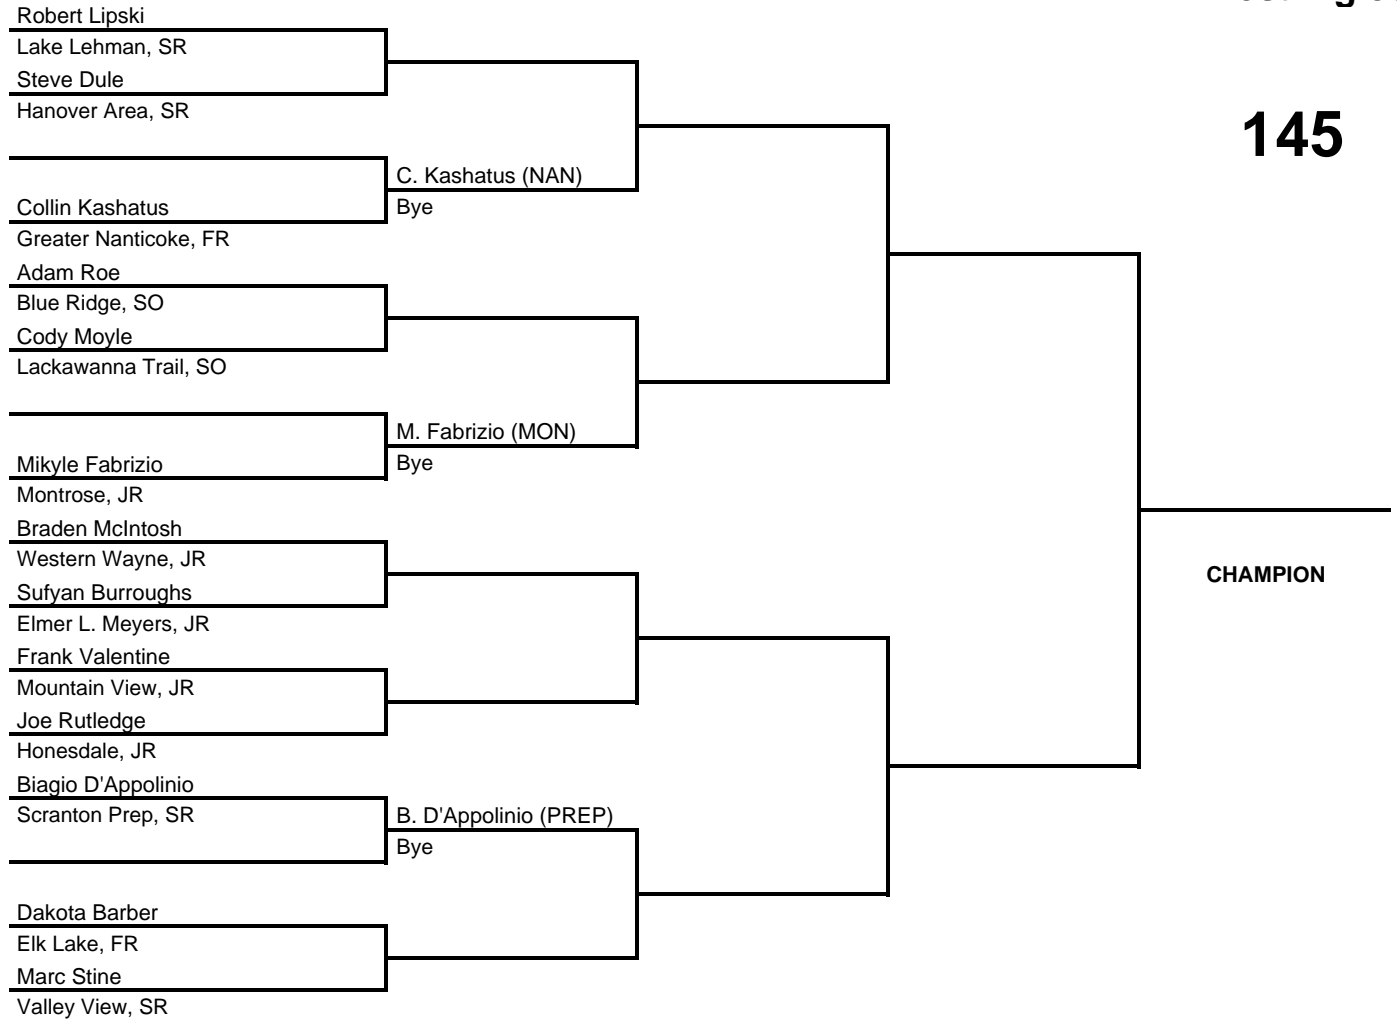 Robert Lipski
Lake Lehman, SR
Steve Dule
Hanover Area, SR
145
C. Kashatus (NAN)
Bye
Collin Kashatus
Greater Nanticoke, FR
Adam Roe
Blue Ridge, SO
Cody Moyle
Lackawanna Trail, SO
M. Fabrizio (MON)
Bye
Mikyle Fabrizio
Montrose, JR
Braden McIntosh
Western Wayne, JR
CHAMPION
Sufyan Burroughs
Elmer L. Meyers, JR
Frank Valentine
Mountain View, JR
Joe Rutledge
Honesdale, JR
Biagio D'Appolinio
Scranton Prep, SR
B. D'Appolinio (PREP)
Bye
Dakota Barber
Elk Lake, FR
Marc Stine
Valley View, SR